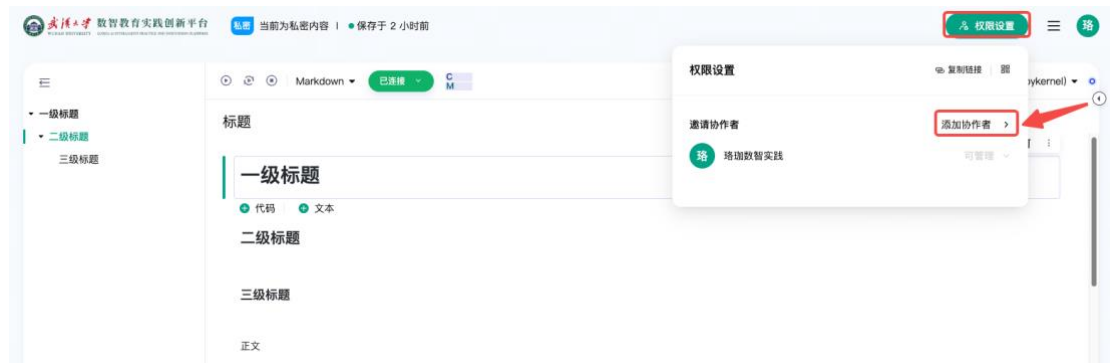 武汉大学 数智教育实践创新平台 私密 当前为私密内容 | 保存于 2 小时前 权限设置 珞
Markdown 已连接 C M
权限设置 复制链接
pykernel)
一级标题
二级标题
三级标题
标题
邀请协作者 添加协作者 >
珞 珞珈数智实践 可管理
一级标题
代码 文本
二级标题
三级标题
正文